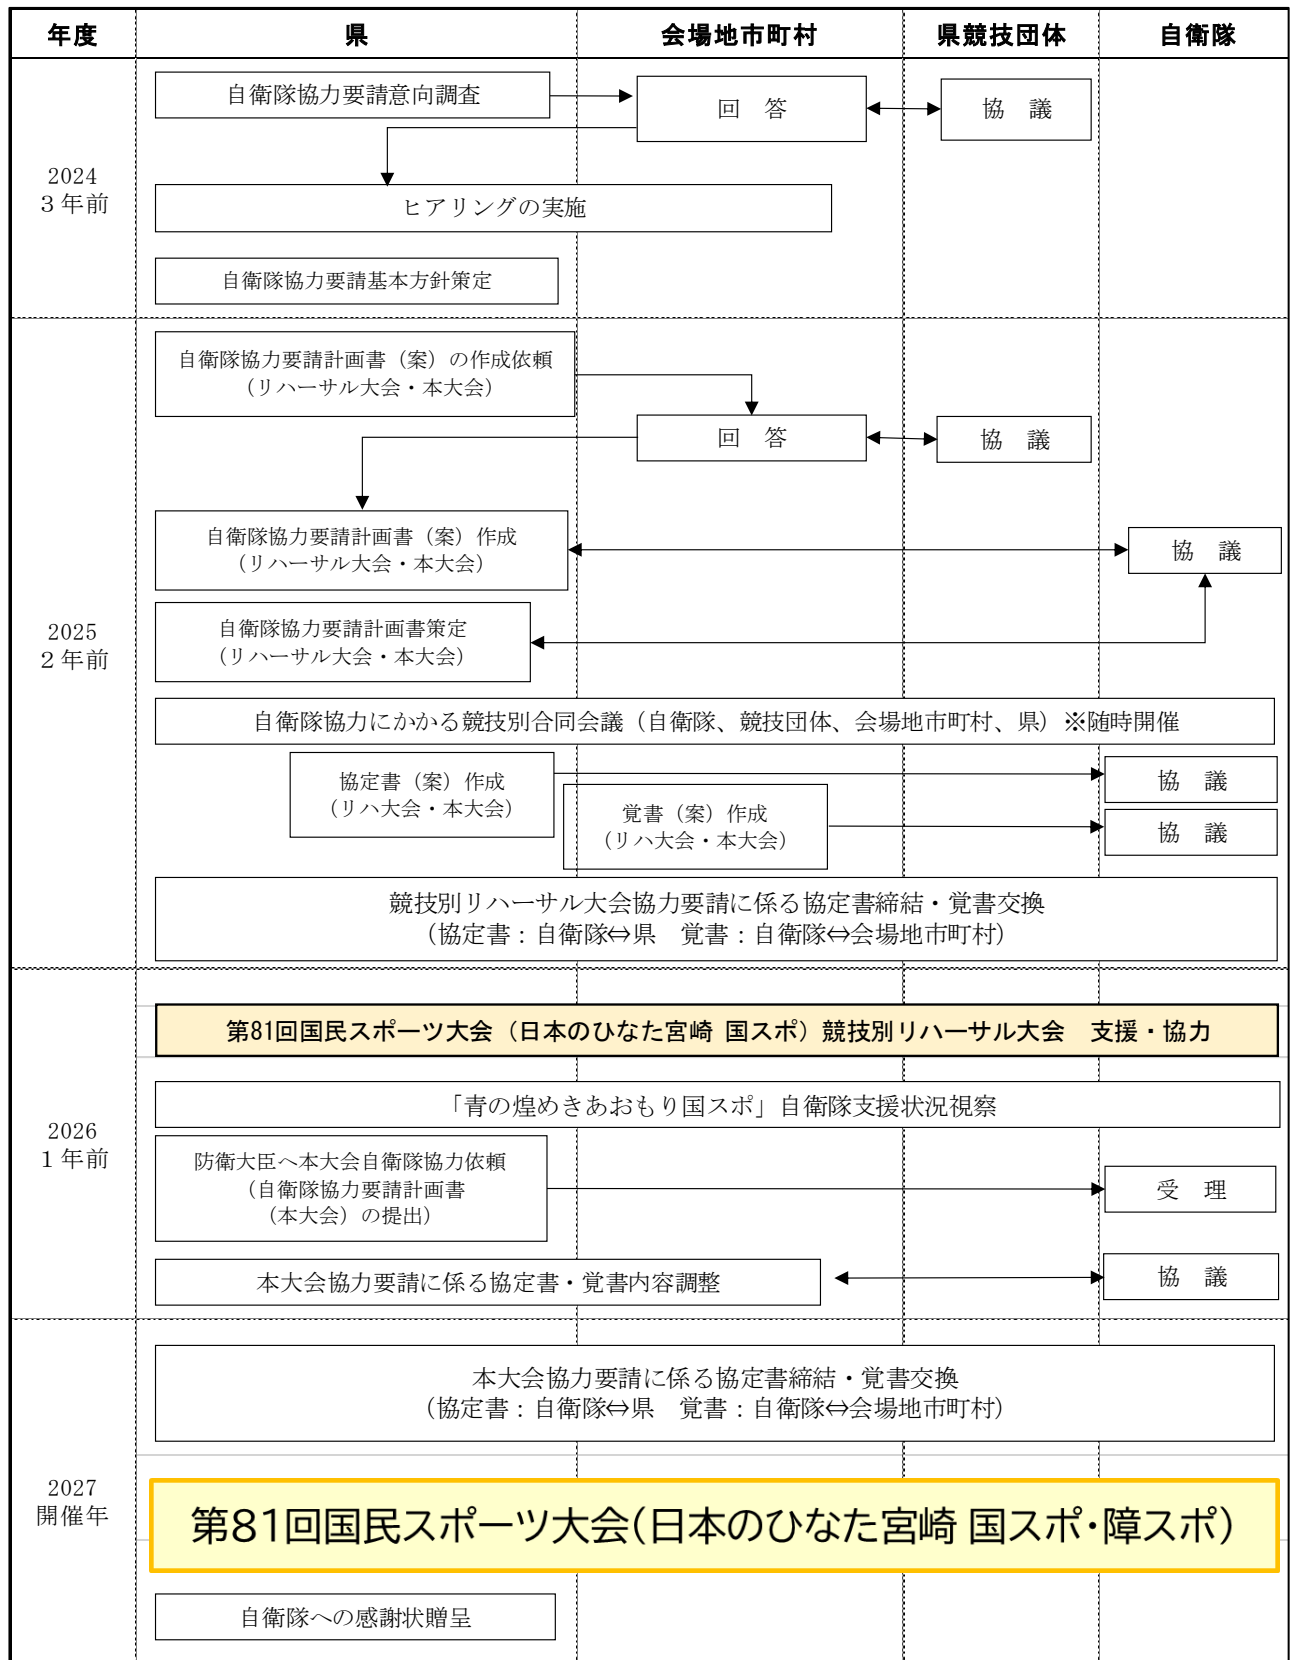 年度 県 会場地市町村 県競技団体 自衛隊
2024
３年前
自衛隊協力要請意向調査
回　答
協　議
ヒアリングの実施
自衛隊協力要請基本方針策定
2025
２年前
自衛隊協力要請計画書（案）の作成依頼
（リハーサル大会・本大会）
回　答
協　議
自衛隊協力要請計画書（案）作成
（リハーサル大会・本大会）
協　議
自衛隊協力要請計画書策定
（リハーサル大会・本大会）
自衛隊協力にかかる競技別合同会議（自衛隊、競技団体、会場地市町村、県）※随時開催
協定書（案）作成
（リハ大会・本大会）
協　議
覚書（案）作成
（リハ大会・本大会）
協　議
競技別リハーサル大会協力要請に係る協定書締結・覚書交換
（協定書：自衛隊⇔県　覚書：自衛隊⇔会場地市町村）
2026
１年前
第81回国民スポーツ大会（日本のひなた宮崎 国スポ）競技別リハーサル大会　支援・協力
「青の煌めきあおもり国スポ」自衛隊支援状況視察
防衛大臣へ本大会自衛隊協力依頼
（自衛隊協力要請計画書
（本大会）の提出）
受　理
本大会協力要請に係る協定書・覚書内容調整
協　議
2027
開催年
本大会協力要請に係る協定書締結・覚書交換
（協定書：自衛隊⇔県　覚書：自衛隊⇔会場地市町村）
第81回国民スポーツ大会(日本のひなた宮崎 国スポ・障スポ)
自衛隊への感謝状贈呈